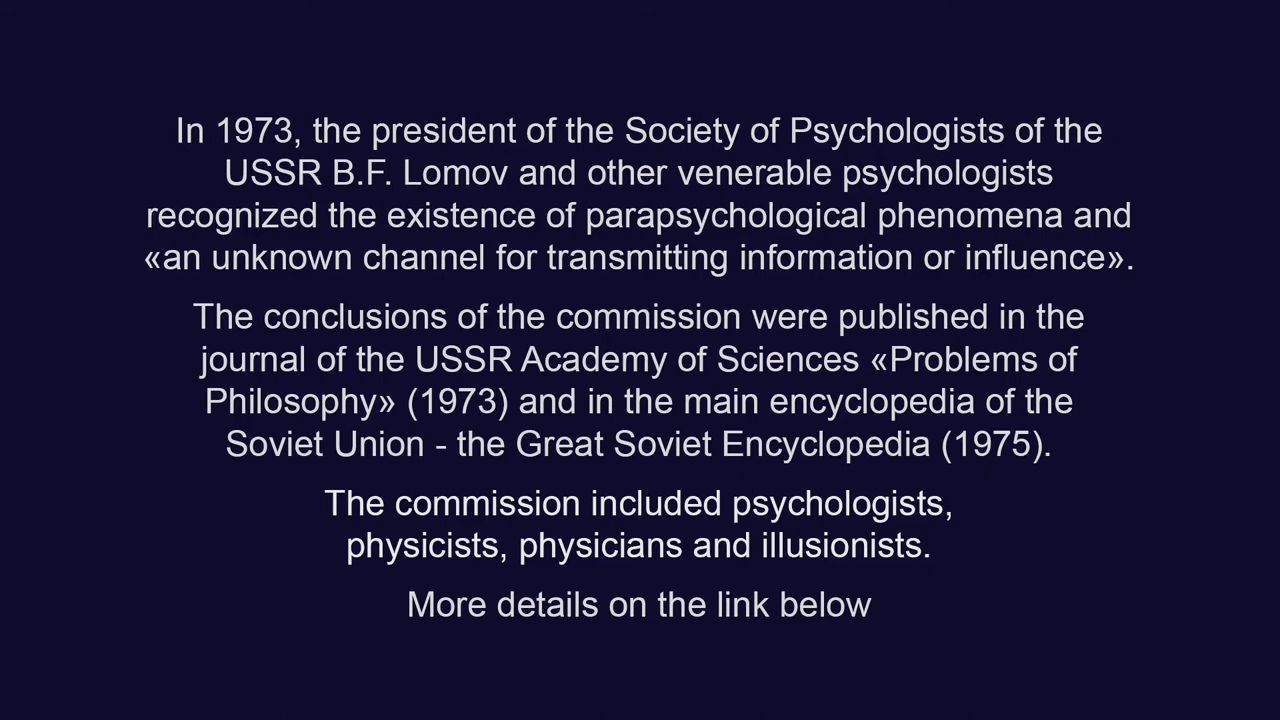 In 1973, the president of the Society of Psychologists of the
USSR B.F. Lomov and other venerable psychologists
recognized the existence of parapsychological phenomena and
«an unknown channel for transmitting information or influence».
The conclusions of the commission were published in the
journal of the USSR Academy of Sciences «Problems of
Philosophy» (1973) and in the main encyclopedia of the
Soviet Union - the Great Soviet Encyclopedia (1975).
The commission included psychologists,
physicists, physicians and illusionists.
More details on the link below